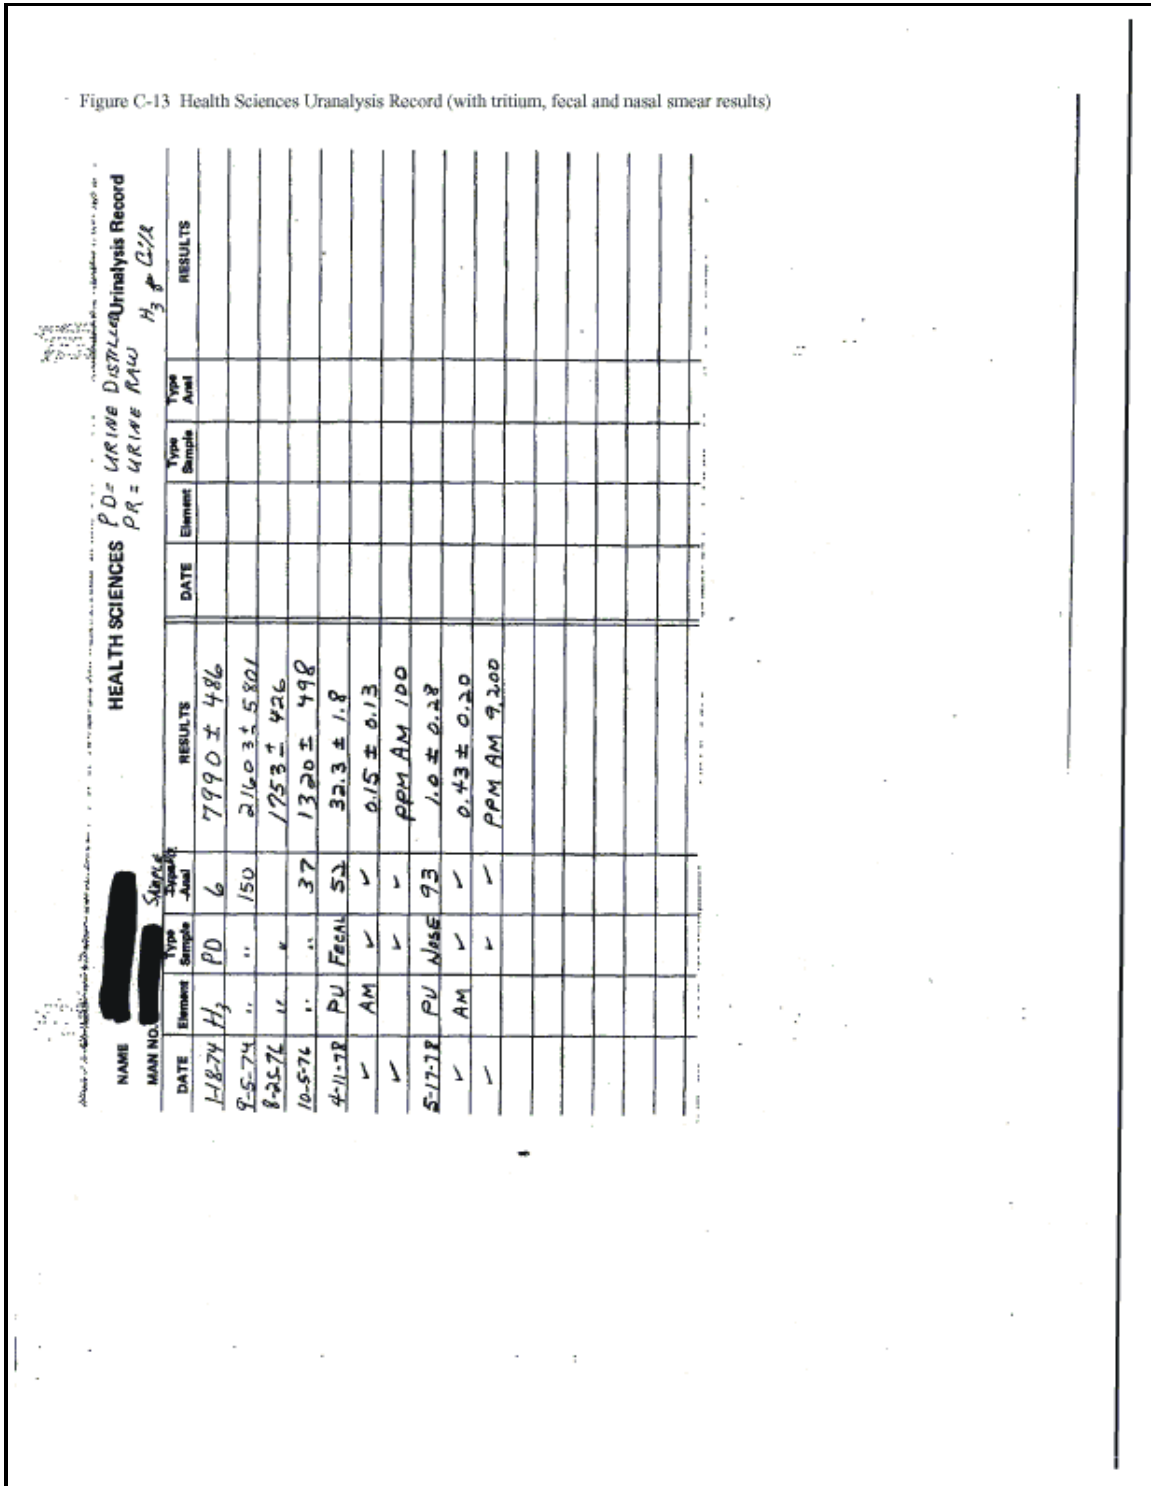 Figure C-13 Health Sciences Uranalysis Record (with tritium, fecal and nasal smear results)
HEALTH SCIENCES PD = URINE DISTILLED Urinalysis Record
PR = URINE RAW H3
NAME
MAN NO.
DATE Element Type Sample Sample No. Anal RESULTS DATE Element Type Sample Type Anal RESULTS
1-18-74 H3 PD 6 7990 ± 486
9-5-74 " " 150 21603 ± 5801
8-25-76 " " 1753 ± 426
10-5-76 " " 37 1320 ± 498
4-11-78 PU FECAL 52 32.3 ± 1.8
✓ AM ✓ ✓ 0.15 ± 0.13
✓ ✓ ✓ PPM AM 100
5-17-78 PU NOSE 93 1.0 ± 0.28
✓ AM ✓ ✓ 0.43 ± 0.20
✓ ✓ ✓ PPM AM 9,200